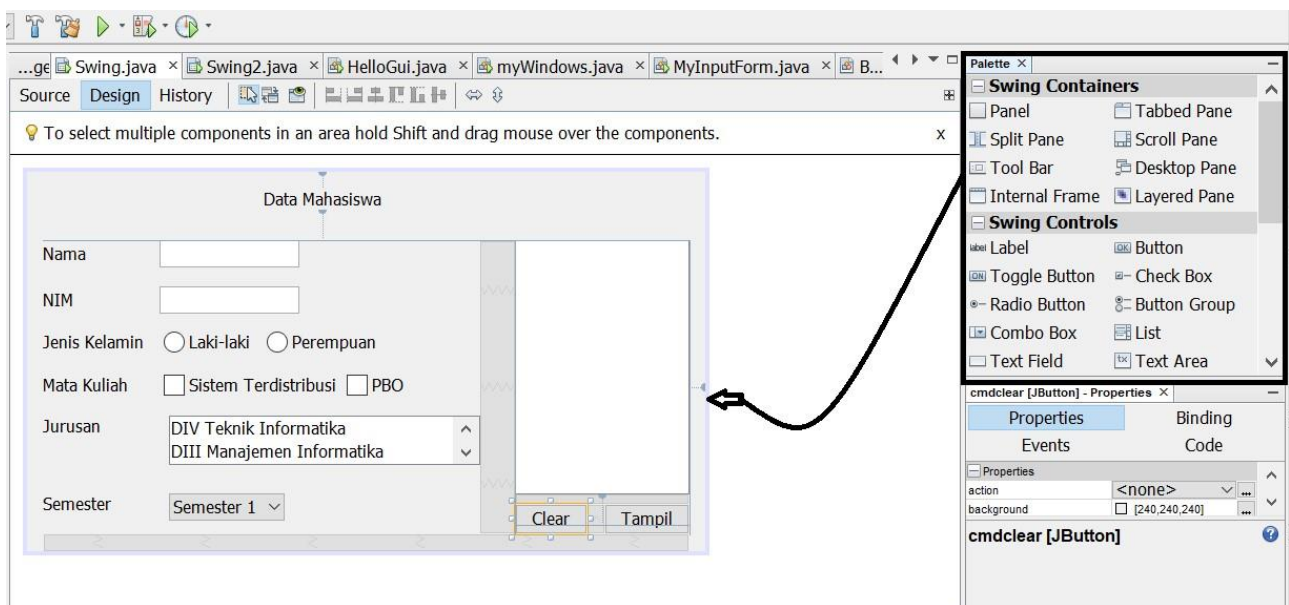 ...ge Swing.java × Swing2.java × HelloGui.java × myWindows.java × MyInputForm.java × B...
Source Design History
To select multiple components in an area hold Shift and drag mouse over the components. x
Data Mahasiswa
Nama
NIM
Jenis Kelamin Laki-laki Perempuan
Mata Kuliah Sistem Terdistribusi PBO
Jurusan DIV Teknik Informatika
DIII Manajemen Informatika
Semester Semester 1
Clear Tampil
Palette ×
Swing Containers
Panel Tabbed Pane
Split Pane Scroll Pane
Tool Bar Desktop Pane
Internal Frame Layered Pane
Swing Controls
label Label OK Button
ON Toggle Button Check Box
Radio Button Button Group
Combo Box List
Text Field tx Text Area
cmdclear [JButton] - Properties ×
Properties Binding
Events Code
Properties
action <none> ...
background [240,240,240] ...
cmdclear [JButton]